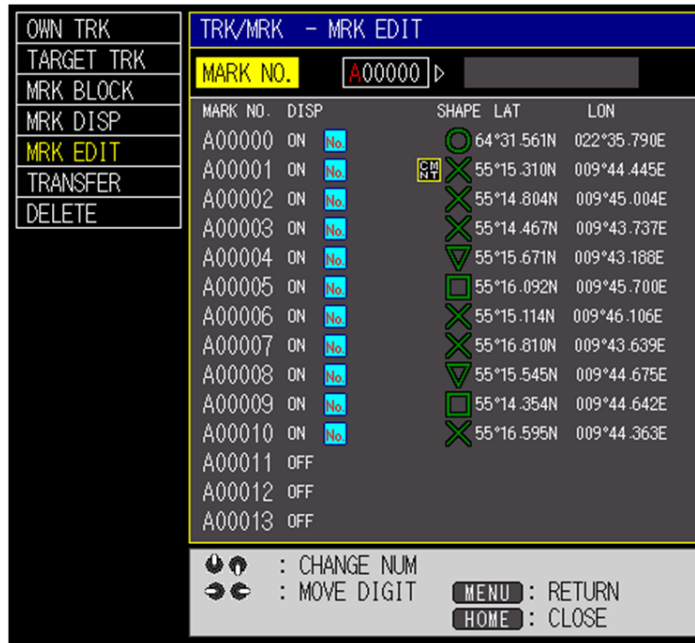 OWN TRK
TARGET TRK
MRK BLOCK
MRK DISP
MRK EDIT
TRANSFER
DELETE
TRK/MRK - MRK EDIT
MARK NO. A00000
MARK NO. DISP SHAPE LAT LON
A00000 ON No. 64°31.561N 022°35.790E
A00001 ON No. CMNT 55°15.310N 009°44.445E
A00002 ON No. 55°14.804N 009°45.004E
A00003 ON No. 55°14.467N 009°43.737E
A00004 ON No. 55°15.671N 009°43.188E
A00005 ON No. 55°16.092N 009°45.700E
A00006 ON No. 55°15.114N 009°46.106E
A00007 ON No. 55°16.810N 009°43.639E
A00008 ON No. 55°15.545N 009°44.675E
A00009 ON No. 55°14.354N 009°44.642E
A00010 ON No. 55°16.595N 009°44.363E
A00011 OFF
A00012 OFF
A00013 OFF
: CHANGE NUM
: MOVE DIGIT MENU : RETURN
HOME : CLOSE